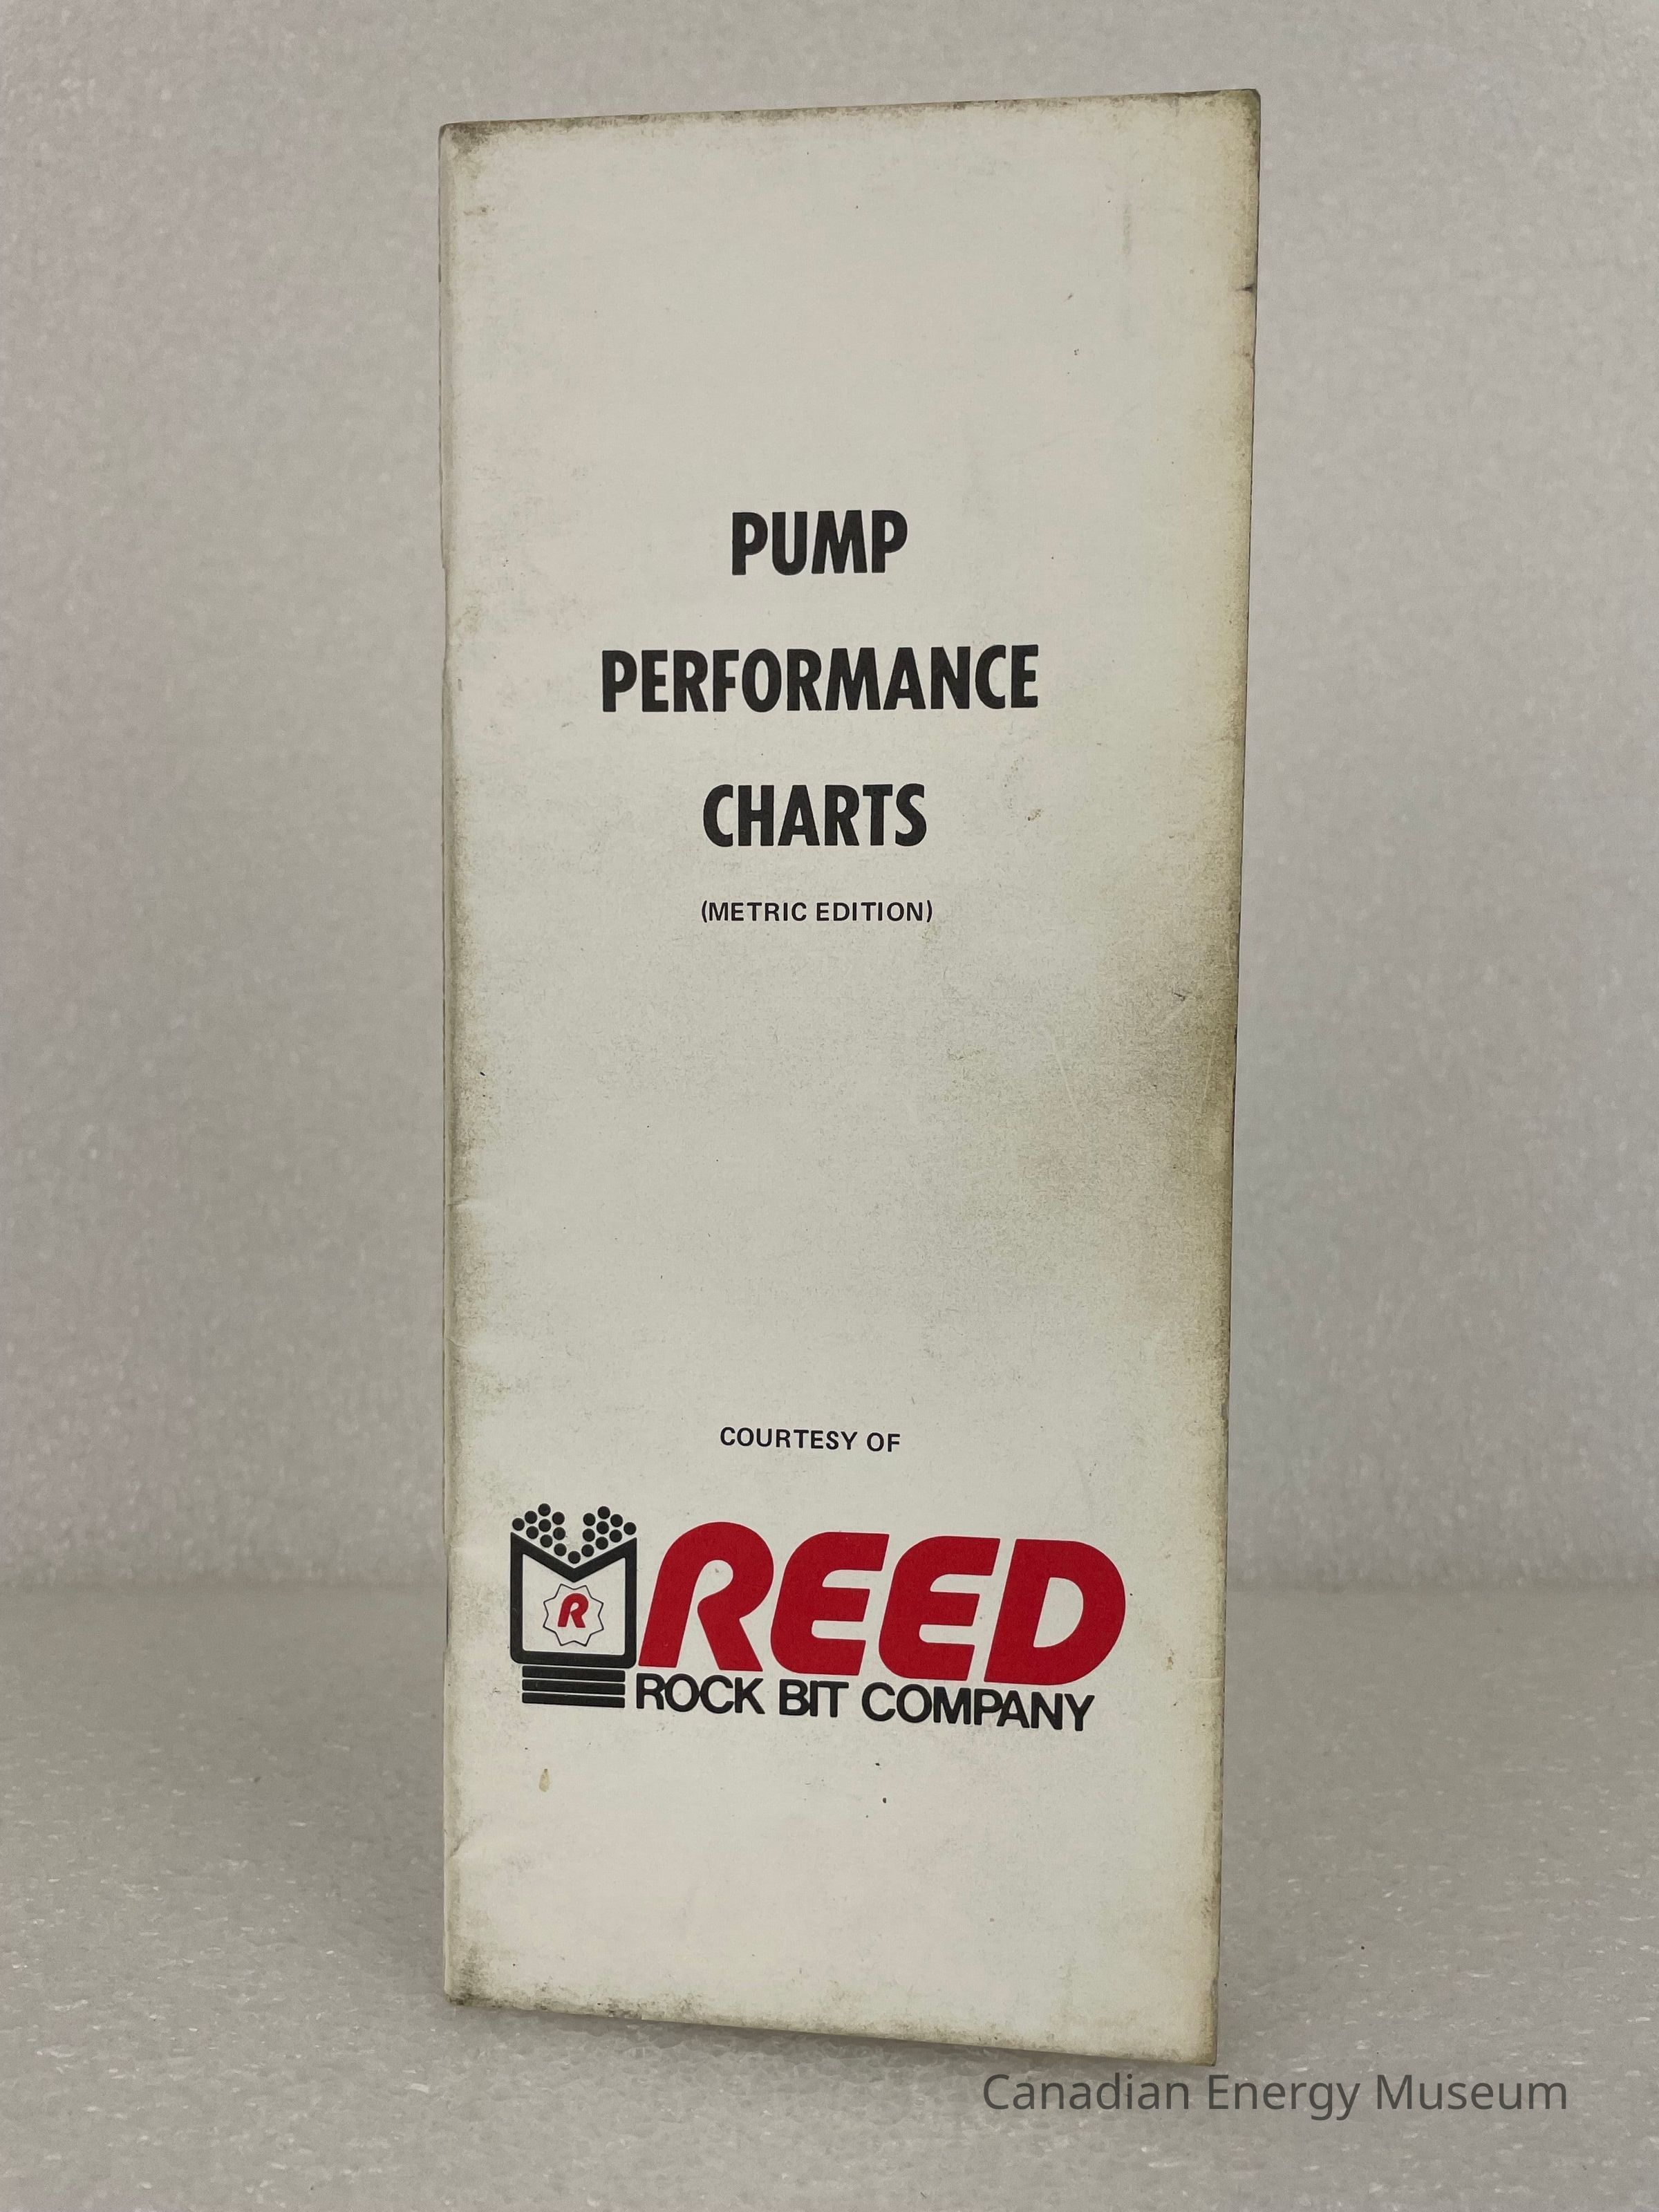 PUMP
PERFORMANCE
CHARTS
(METRIC EDITION)
COURTESY OF
R
REED
ROCK BIT COMPANY
Canadian Energy Museum